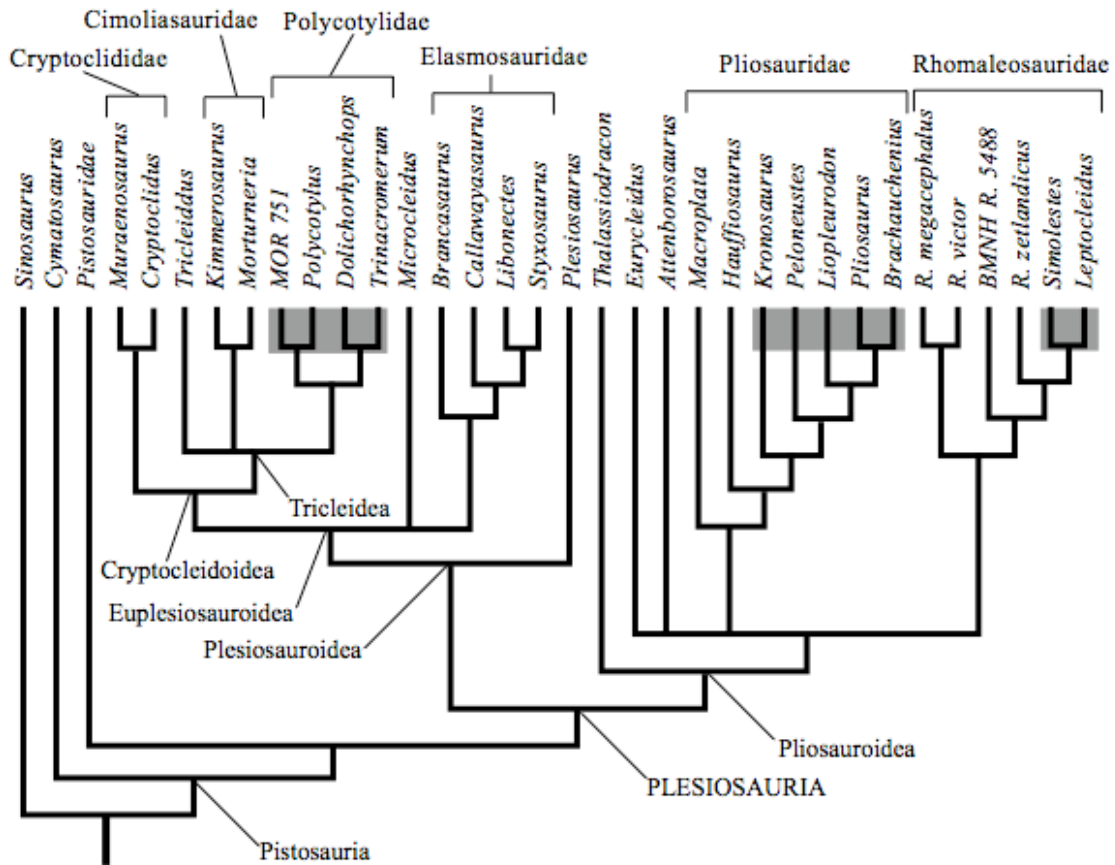 Cimoliasauridae
Polycotylidae
Cryptoclididae
Elasmosauridae
Pliosauridae
Rhomaleosauridae
Sinosaurus
Cymatosaurus
Pistosauridae
Muraenosaurus
Cryptoclidus
Tricleiddus
Kimmerosaurus
Morturneria
MOR 751
Polycotylus
Dolichorhynchops
Trinacromerum
Microcleidus
Brancasaurus
Callawayasaurus
Libonectes
Styxosaurus
Plesiosaurus
Thalassiodracon
Eurycleidus
Attenborosaurus
Macroplata
Hauffiosaurus
Kronosaurus
Peloneustes
Liopleurodon
Pliosaurus
Brachauchenius
R. megacephalus
R. victor
BMNH R. 5488
R. zetlandicus
Simolestes
Leptocleidus
Tricleidea
Cryptocleidoidea
Euplesiosauroidea
Plesiosauroidea
Pliosauroidea
PLESIOSAURIA
Pistosauria